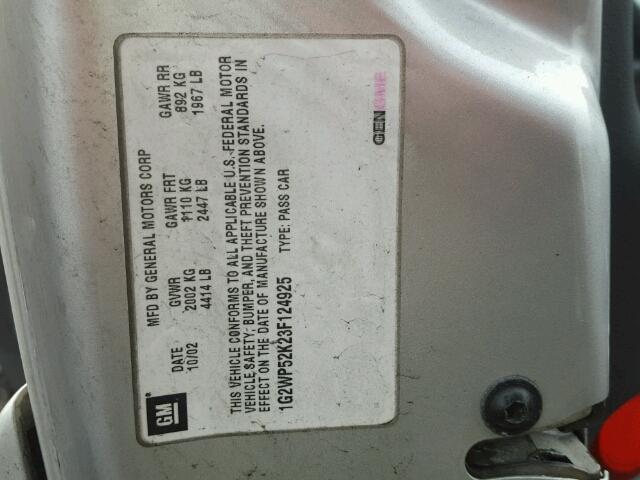 GM
MFD BY GENERAL MOTORS CORP
DATE GVWR GAWR FRT GAWR RR
10/02 2002 KG 1110 KG 892 KG
4414 LB 2447 LB 1967 LB
THIS VEHICLE CONFORMS TO ALL APPLICABLE U.S. FEDERAL MOTOR
VEHICLE SAFETY, BUMPER, AND THEFT PREVENTION STANDARDS IN
EFFECT ON THE DATE OF MANUFACTURE SHOWN ABOVE.
1G2WP52K23F124925 TYPE: PASS CAR
GENGME